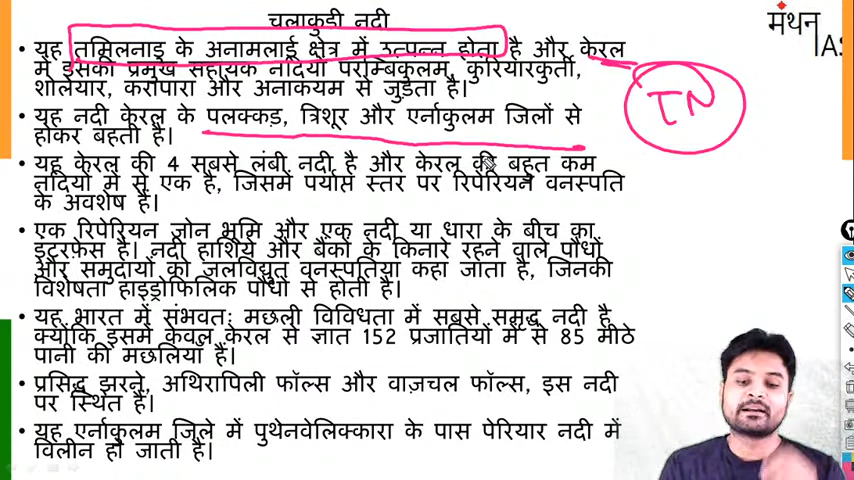 चलाकुडी नदी
मंथन
IAS
• यह तमिलनाडु के अनामलाई क्षेत्र में उत्पन्न होता है और केरल
में इसकी प्रमुख सहायक नदियों परम्बिकुलम, कुरियारकुर्ती,
शोलेयार, करापारा और अनाकयम से जुड़ता है।
TN
• यह नदी केरल के पलक्कड़, त्रिशूर और एर्नाकुलम जिलों से
होकर बहती है।
• यह केरल की 4 सबसे लंबी नदी है और केरल की बहुत कम
नदियों में से एक है, जिसमें पर्याप्त स्तर पर रिपेरियन वनस्पति
के अवशेष हैं।
• एक रिपेरियन ज़ोन भूमि और एक नदी या धारा के बीच का
इंटरफ़ेस है। नदी हाशिये और बैंकों के किनारे रहने वाले पौधों
और समुदायों को जलविद्युत वनस्पतियां कहा जाता है, जिनकी
विशेषता हाइड्रोफिलिक पौधों से होती है।
• यह भारत में संभवतः मछली विविधता में सबसे समृद्ध नदी है
क्योंकि इसमें केवल केरल से ज्ञात 152 प्रजातियों में से 85 मीठे
पानी की मछलियाँ हैं।
• प्रसिद्ध झरने, अथिरापिली फॉल्स और वाज़चल फॉल्स, इस नदी
पर स्थित हैं।
• यह एर्नाकुलम जिले में पुथेनवेलिक्कारा के पास पेरियार नदी में
विलीन हो जाती है।